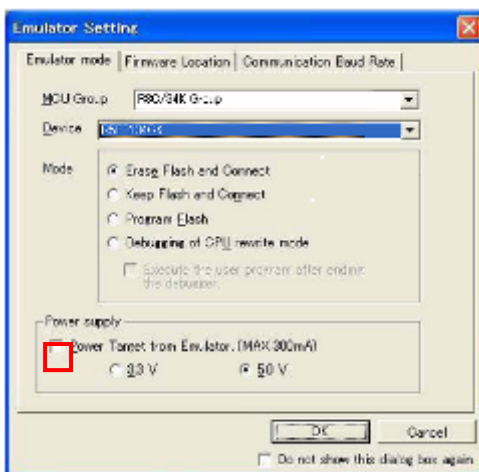 Emulator Setting
Emulator mode Firmware Location Communication Baud Rate
MCU Group R8C/34K Group
Device
Mode Erase Flash and Connect
Keep Flash and Connect
Program Flash
Debugging of CPU rewrite mode
Execute the user program after ending
the debugger.
Power supply
Power Target from Emulator. (MAX 300mA)
3.3 V 5.0 V
OK Cancel
Do not show this dialog box again